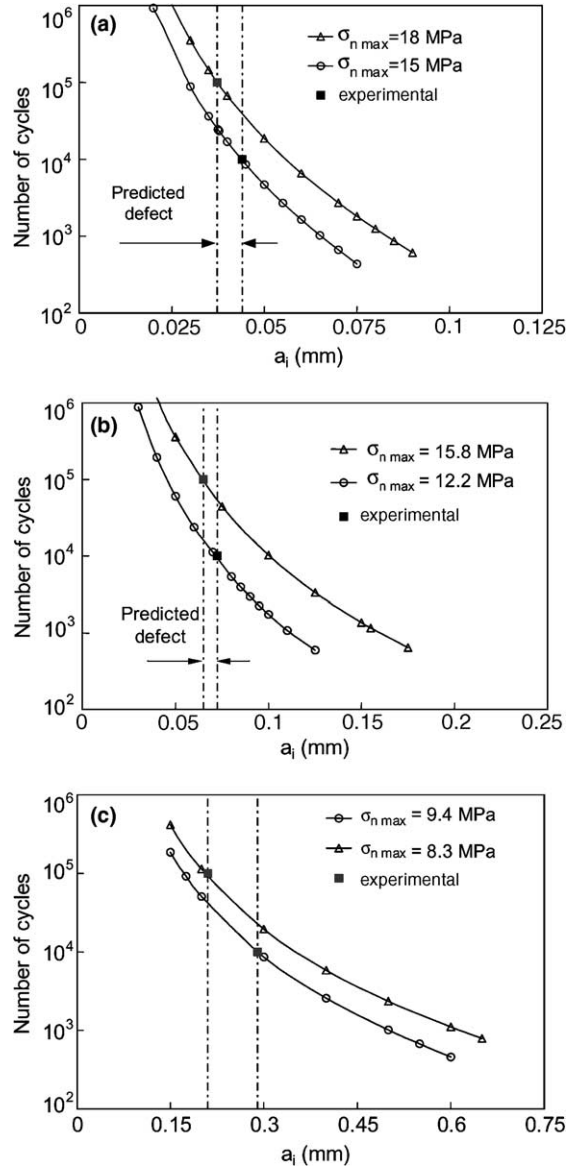 (a)
σn max=18 MPa
σn max=15 MPa
experimental
Number of cycles
10^6
10^5
10^4
10^3
10^2
Predicted
defect
0 0.025 0.05 0.075 0.1 0.125
ai (mm)
(b)
σn max = 15.8 MPa
σn max = 12.2 MPa
experimental
Number of cycles
10^6
10^5
10^4
10^3
10^2
Predicted
defect
0 0.05 0.1 0.15 0.2 0.25
ai (mm)
(c)
σn max = 9.4 MPa
σn max = 8.3 MPa
experimental
Number of cycles
10^6
10^5
10^4
10^3
10^2
0.15 0.3 0.45 0.6 0.75
ai (mm)